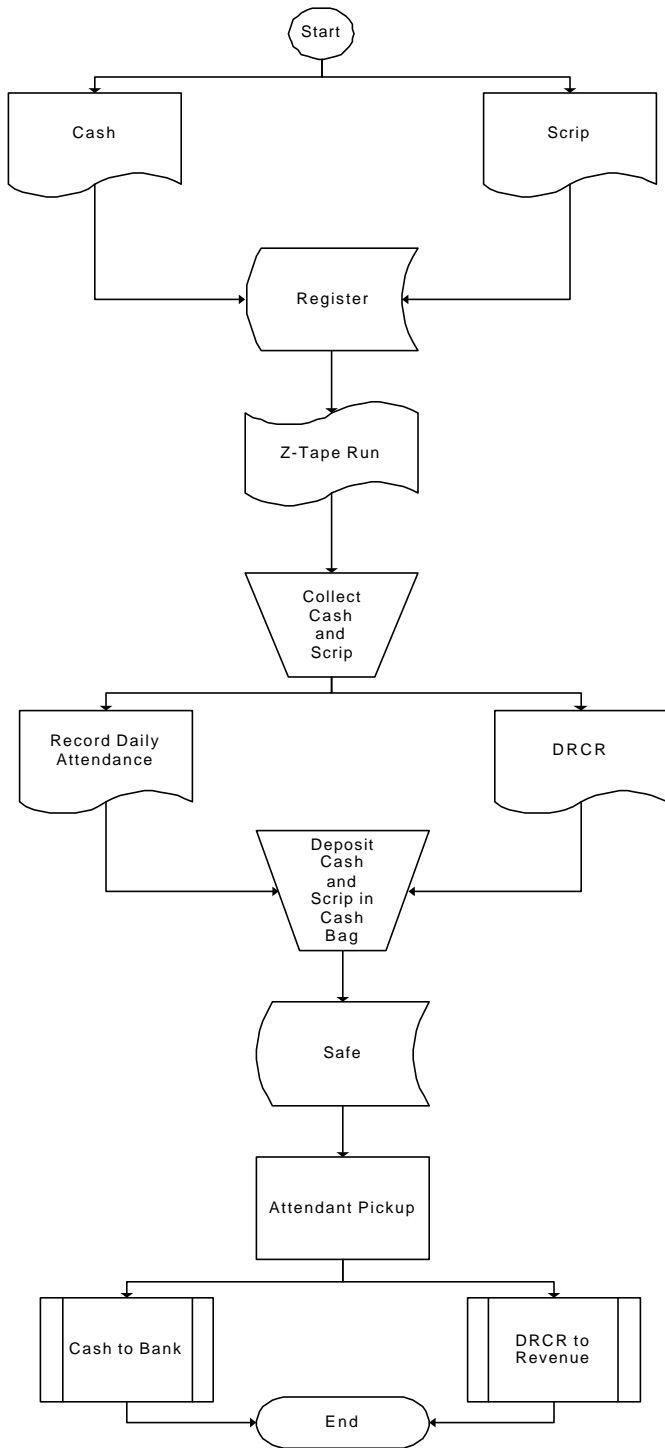 Start
Cash
Scrip
Register
Z-Tape Run
Collect
Cash
and
Scrip
Record Daily
Attendance
DRCR
Deposit
Cash
and
Scrip in
Cash
Bag
Safe
Attendant Pickup
Cash to Bank
DRCR to
Revenue
End